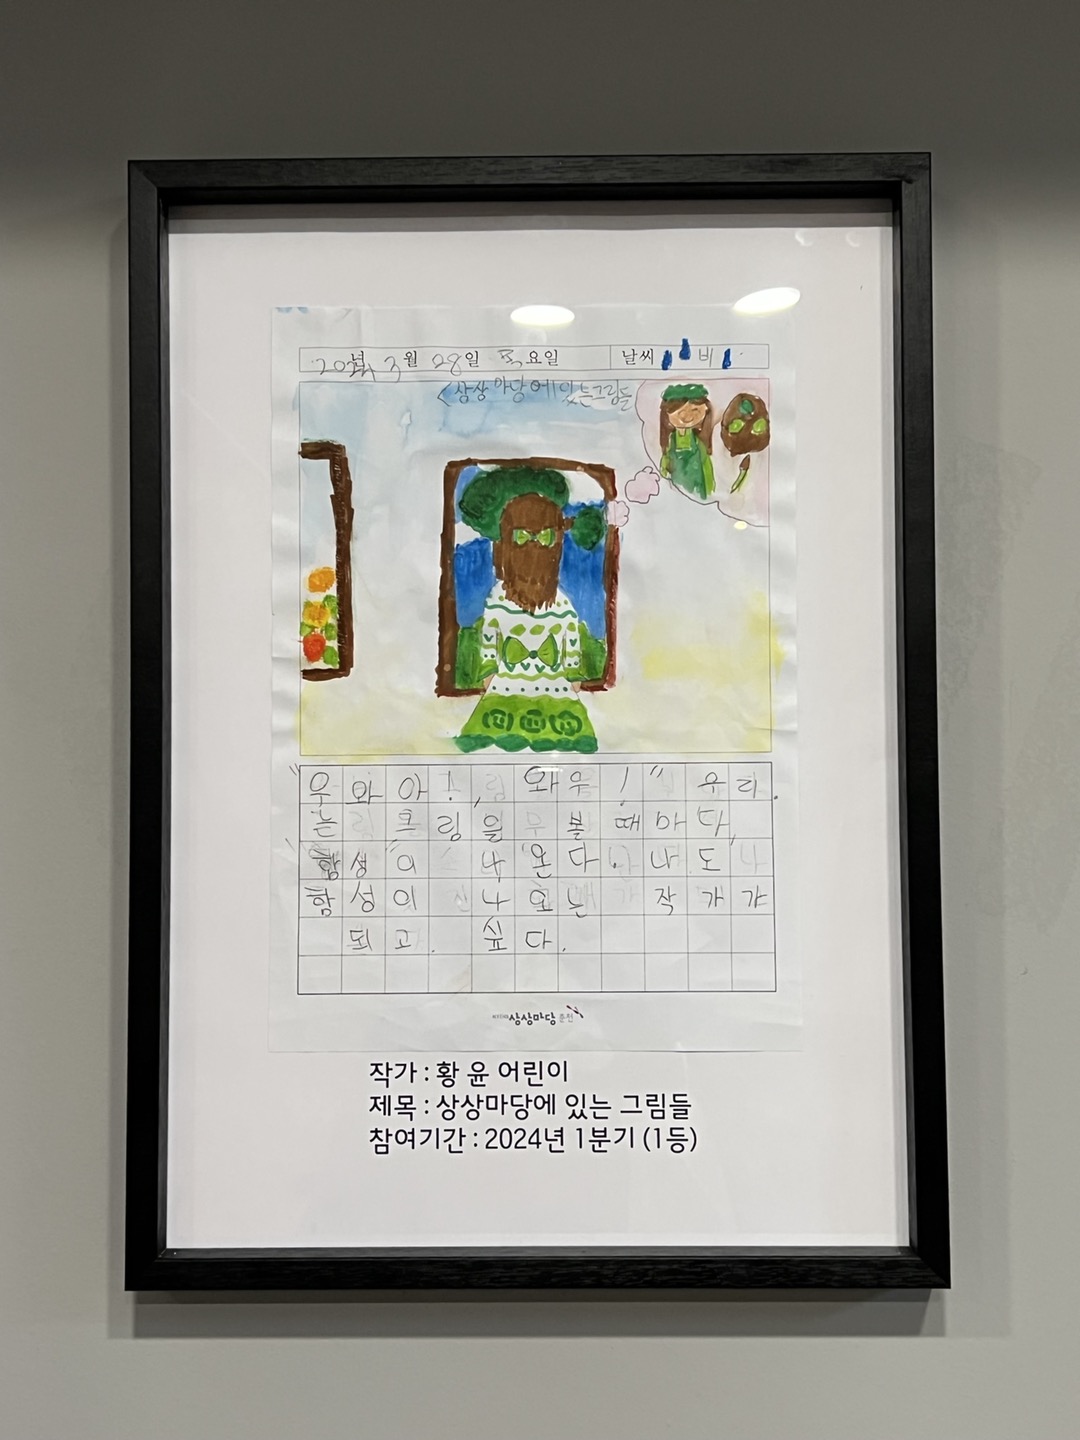 2024년 3월 28일 목요일 날씨 비
<상상마당에 있는그림들
"우와아!, 와우!" 우리.
는 그림을 볼 때마다
"함성"이 나온다. 나도
함성이 나오는 작가갸
되고. 싶다.
상상마당 춘천
작가 : 황 윤 어린이
제목 : 상상마당에 있는 그림들
참여기간 : 2024년 1분기 (1등)